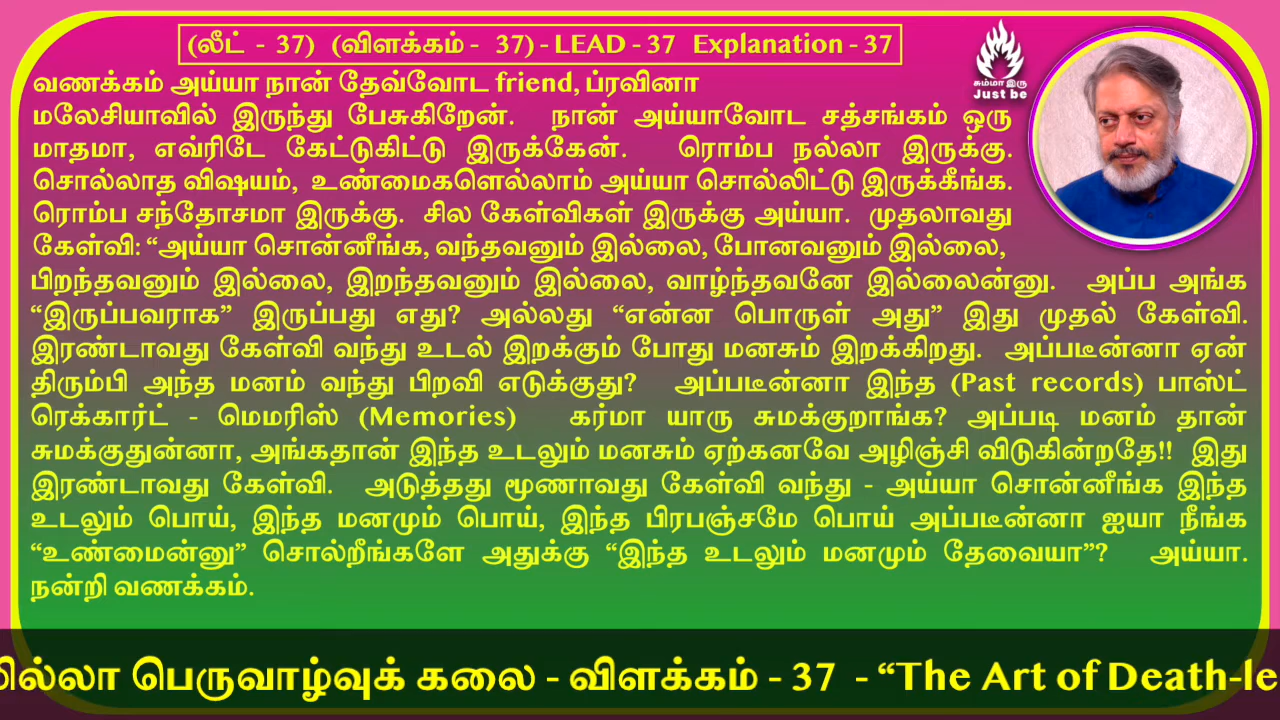 (லீட் - 37) (விளக்கம் - 37) - LEAD - 37 Explanation - 37
சும்மா இரு
Just be
வணக்கம் அய்யா நான் தேவ்வோட friend, ப்ரவினா
மலேசியாவில் இருந்து பேசுகிறேன். நான் அய்யாவோட சத்சங்கம் ஒரு
மாதமா, எவ்ரிடே கேட்டுகிட்டு இருக்கேன். ரொம்ப நல்லா இருக்கு.
சொல்லாத விஷயம், உண்மைகளெல்லாம் அய்யா சொல்லிட்டு இருக்கீங்க.
ரொம்ப சந்தோசமா இருக்கு. சில கேள்விகள் இருக்கு அய்யா. முதலாவது
கேள்வி: “அய்யா சொன்னீங்க, வந்தவனும் இல்லை, போனவனும் இல்லை,
பிறந்தவனும் இல்லை, இறந்தவனும் இல்லை, வாழ்ந்தவனே இல்லைன்னு. அப்ப அங்க
“இருப்பவராக” இருப்பது எது? அல்லது “என்ன பொருள் அது” இது முதல் கேள்வி.
இரண்டாவது கேள்வி வந்து உடல் இறக்கும் போது மனசும் இறக்கிறது. அப்படீன்னா ஏன்
திரும்பி அந்த மனம் வந்து பிறவி எடுக்குது? அப்படீன்னா இந்த (Past records) பாஸ்ட்
ரெக்கார்ட் - மெமரிஸ் (Memories) கர்மா யாரு சுமக்குறாங்க? அப்படி மனம் தான்
சுமக்குதுன்னா, அங்கதான் இந்த உடலும் மனசும் ஏற்கனவே அழிஞ்சி விடுகின்றதே!! இது
இரண்டாவது கேள்வி. அடுத்தது மூணாவது கேள்வி வந்து - அய்யா சொன்னீங்க இந்த
உடலும் பொய், இந்த மனமும் பொய், இந்த பிரபஞ்சமே பொய் அப்படீன்னா ஐயா நீங்க
“உண்மைன்னு” சொல்றீங்களே அதுக்கு “இந்த உடலும் மனமும் தேவையா”? அய்யா.
நன்றி வணக்கம்.
பெருவாழ்வுக் கலை - விளக்கம் - 37 - “The Art of